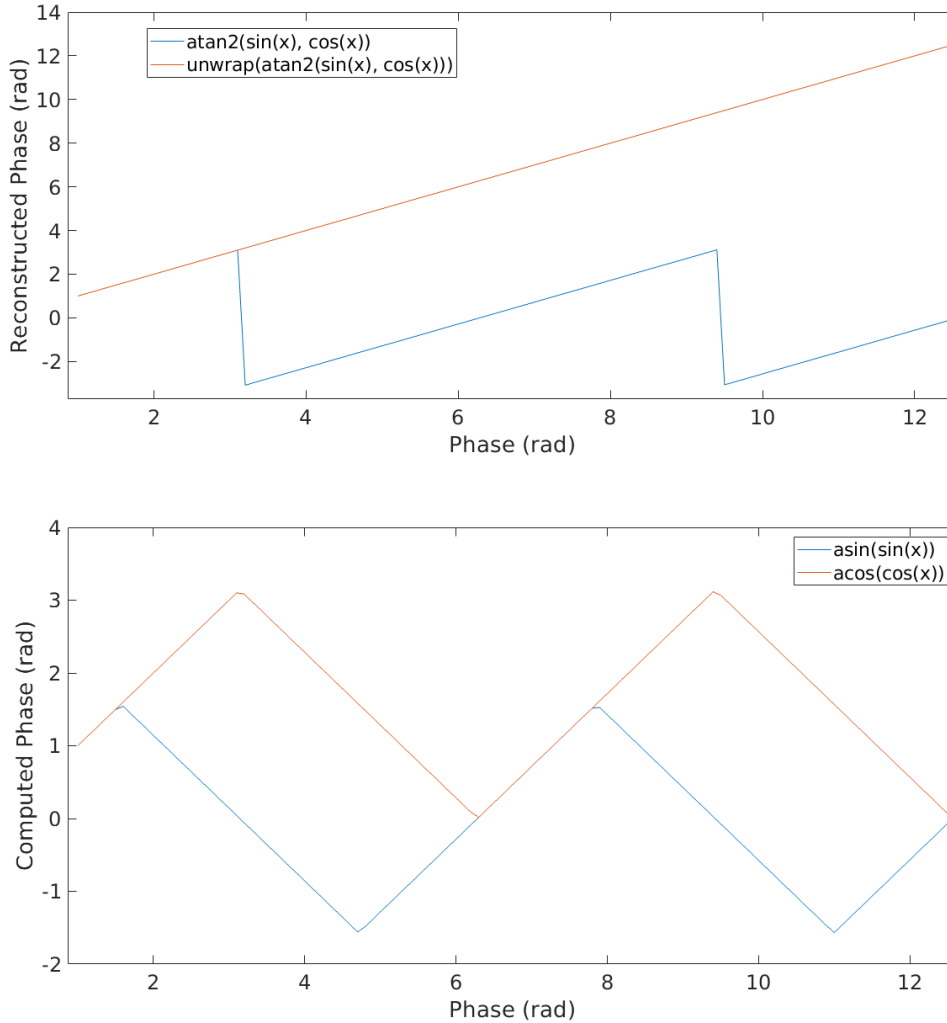 14
12
10
8
6
4
2
0
-2
Reconstructed Phase (rad)
atan2(sin(x), cos(x))
unwrap(atan2(sin(x), cos(x)))
2 4 6 8 10 12
Phase (rad)
4
3
2
1
0
-1
-2
Computed Phase (rad)
asin(sin(x))
acos(cos(x))
2 4 6 8 10 12
Phase (rad)